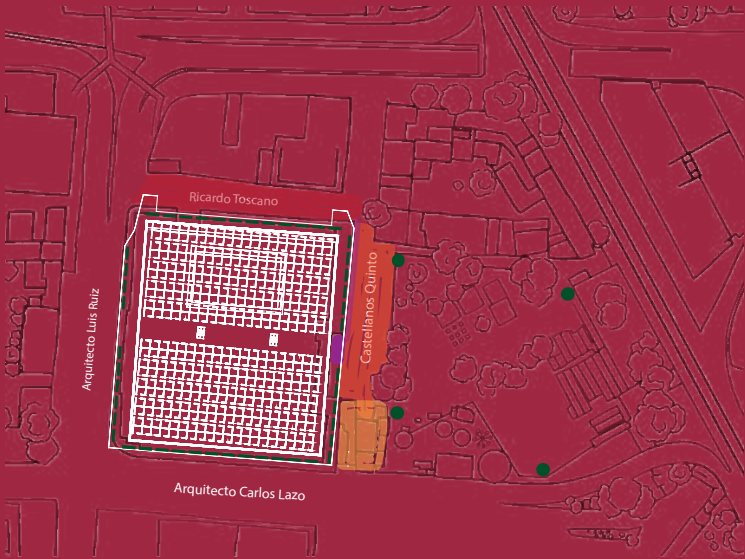 Ricardo Toscano
Castellanos Quinto
Arquitecto Luis Ruiz
Arquitecto Carlos Lazo